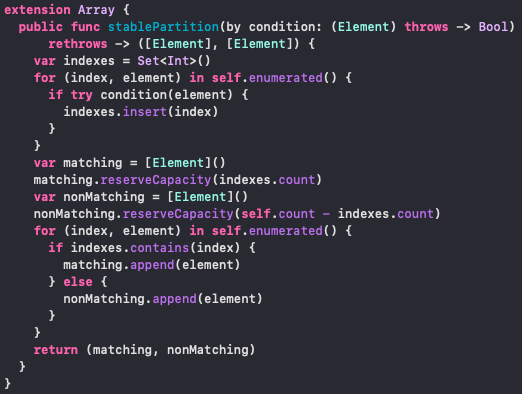 extension Array {
  public func stablePartition(by condition: (Element) throws -> Bool)
      rethrows -> ([Element], [Element]) {
    var indexes = Set<Int>()
    for (index, element) in self.enumerated() {
      if try condition(element) {
        indexes.insert(index)
      }
    }
    var matching = [Element]()
    matching.reserveCapacity(indexes.count)
    var nonMatching = [Element]()
    nonMatching.reserveCapacity(self.count - indexes.count)
    for (index, element) in self.enumerated() {
      if indexes.contains(index) {
        matching.append(element)
      } else {
        nonMatching.append(element)
      }
    }
    return (matching, nonMatching)
  }
}